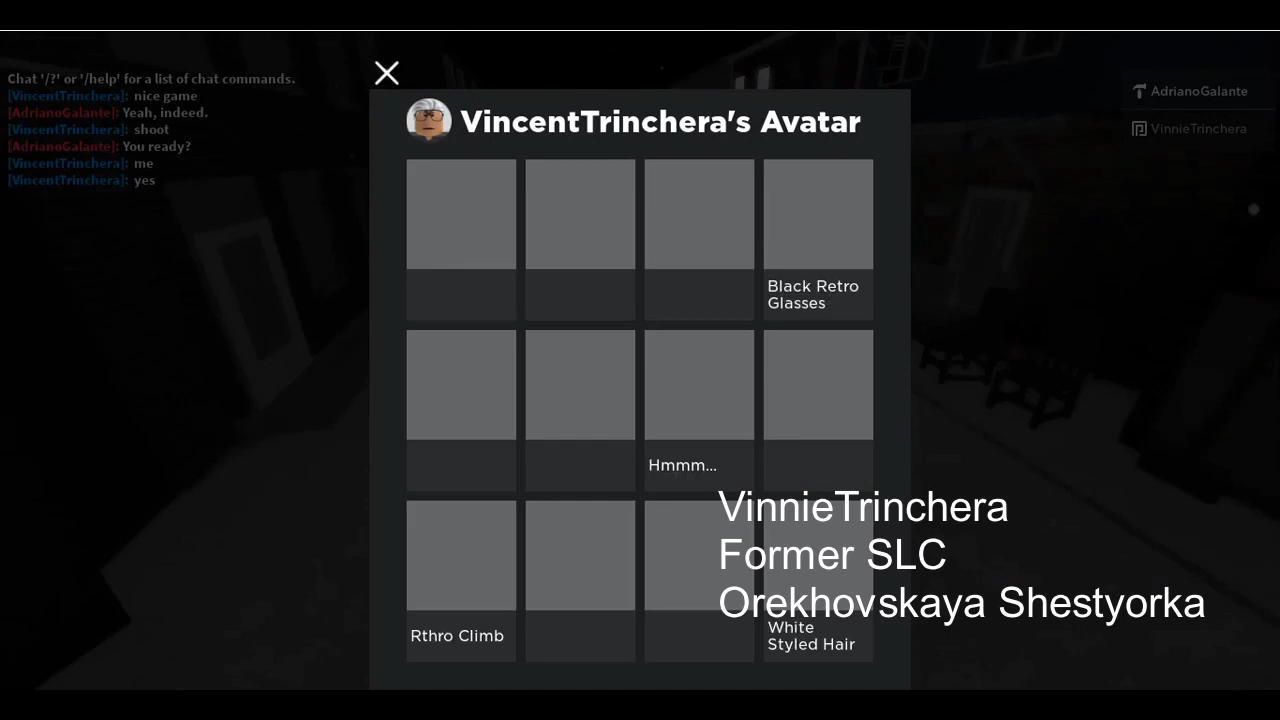 Chat '/?' or '/help' for a list of chat commands.
[VincentTrinchera]: nice game
[AdrianoGalante]: Yeah, indeed.
[VincentTrinchera]: shoot
[AdrianoGalante]: You ready?
[VincentTrinchera]: me
[VincentTrinchera]: yes
VincentTrinchera's Avatar
AdrianoGalante
VinnieTrinchera
Black Retro
Glasses
Hmmm...
VinnieTrinchera
Former SLC
Orekhovskaya Shestyorka
Rthro Climb
White
Styled Hair